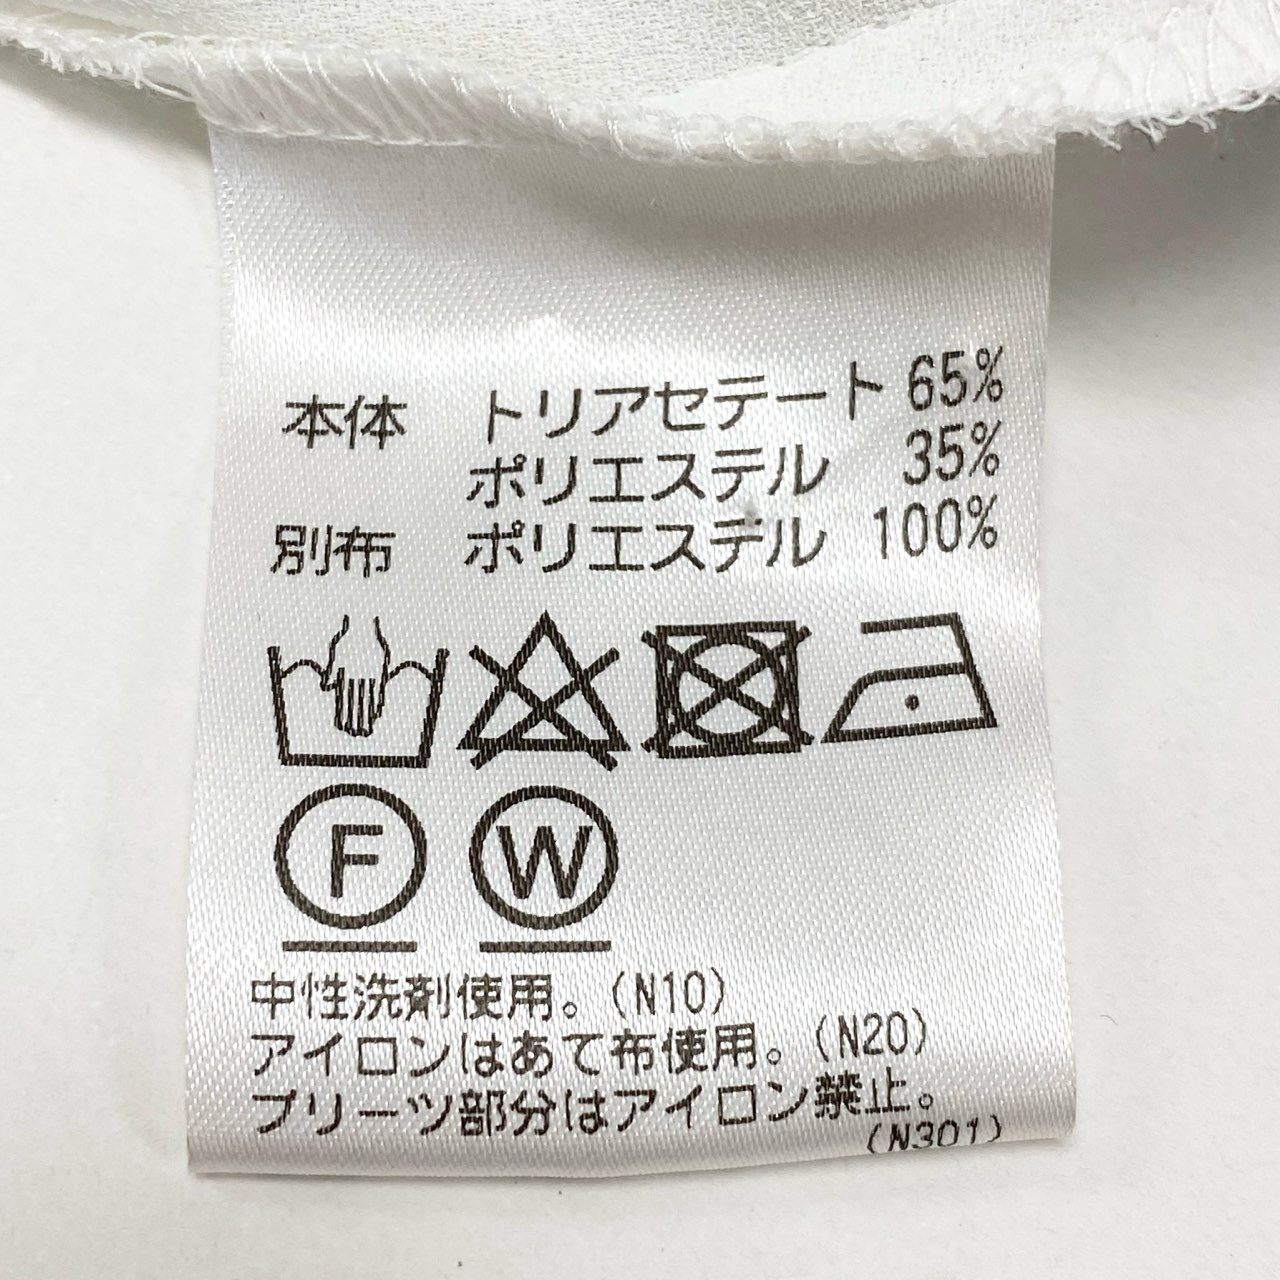 本体 トリアセテート 65%
ポリエステル 35%
別布 ポリエステル 100%
F W
中性洗剤使用。(N10)
アイロンはあて布使用。(N20)
プリーツ部分はアイロン禁止。
(N301)